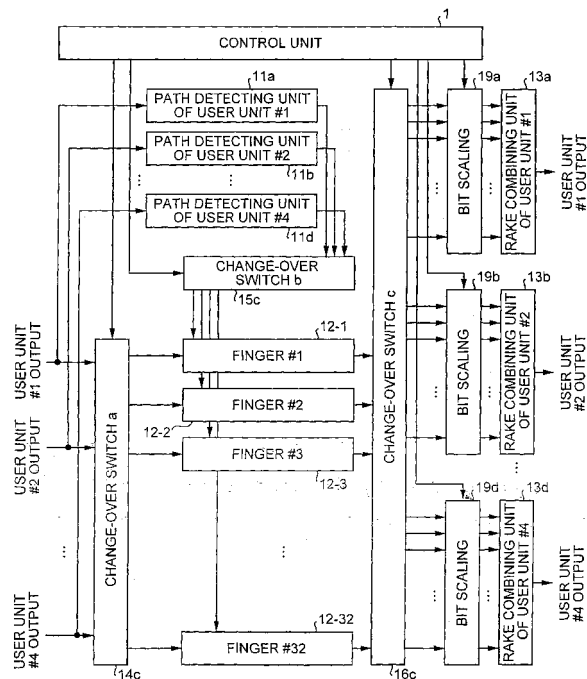 1
CONTROL UNIT
11a
PATH DETECTING UNIT
OF USER UNIT #1
PATH DETECTING UNIT
OF USER UNIT #2
11b
PATH DETECTING UNIT
OF USER UNIT #4
11d
CHANGE-OVER
SWITCH b
15c
12-1
FINGER #1
FINGER #2
12-2
FINGER #3
12-3
12-32
FINGER #32
USER UNIT
#1 OUTPUT
USER UNIT
#2 OUTPUT
USER UNIT
#4 OUTPUT
CHANGE-OVER SWITCH a
14c
CHANGE-OVER SWITCH c
16c
19a
BIT SCALING
13a
RAKE COMBINING UNIT
OF USER UNIT #1
USER UNIT
#1 OUTPUT
19b
BIT SCALING
13b
RAKE COMBINING UNIT
OF USER UNIT #2
USER UNIT
#2 OUTPUT
19d
BIT SCALING
13d
RAKE COMBINING UNIT
OF USER UNIT #4
USER UNIT
#4 OUTPUT